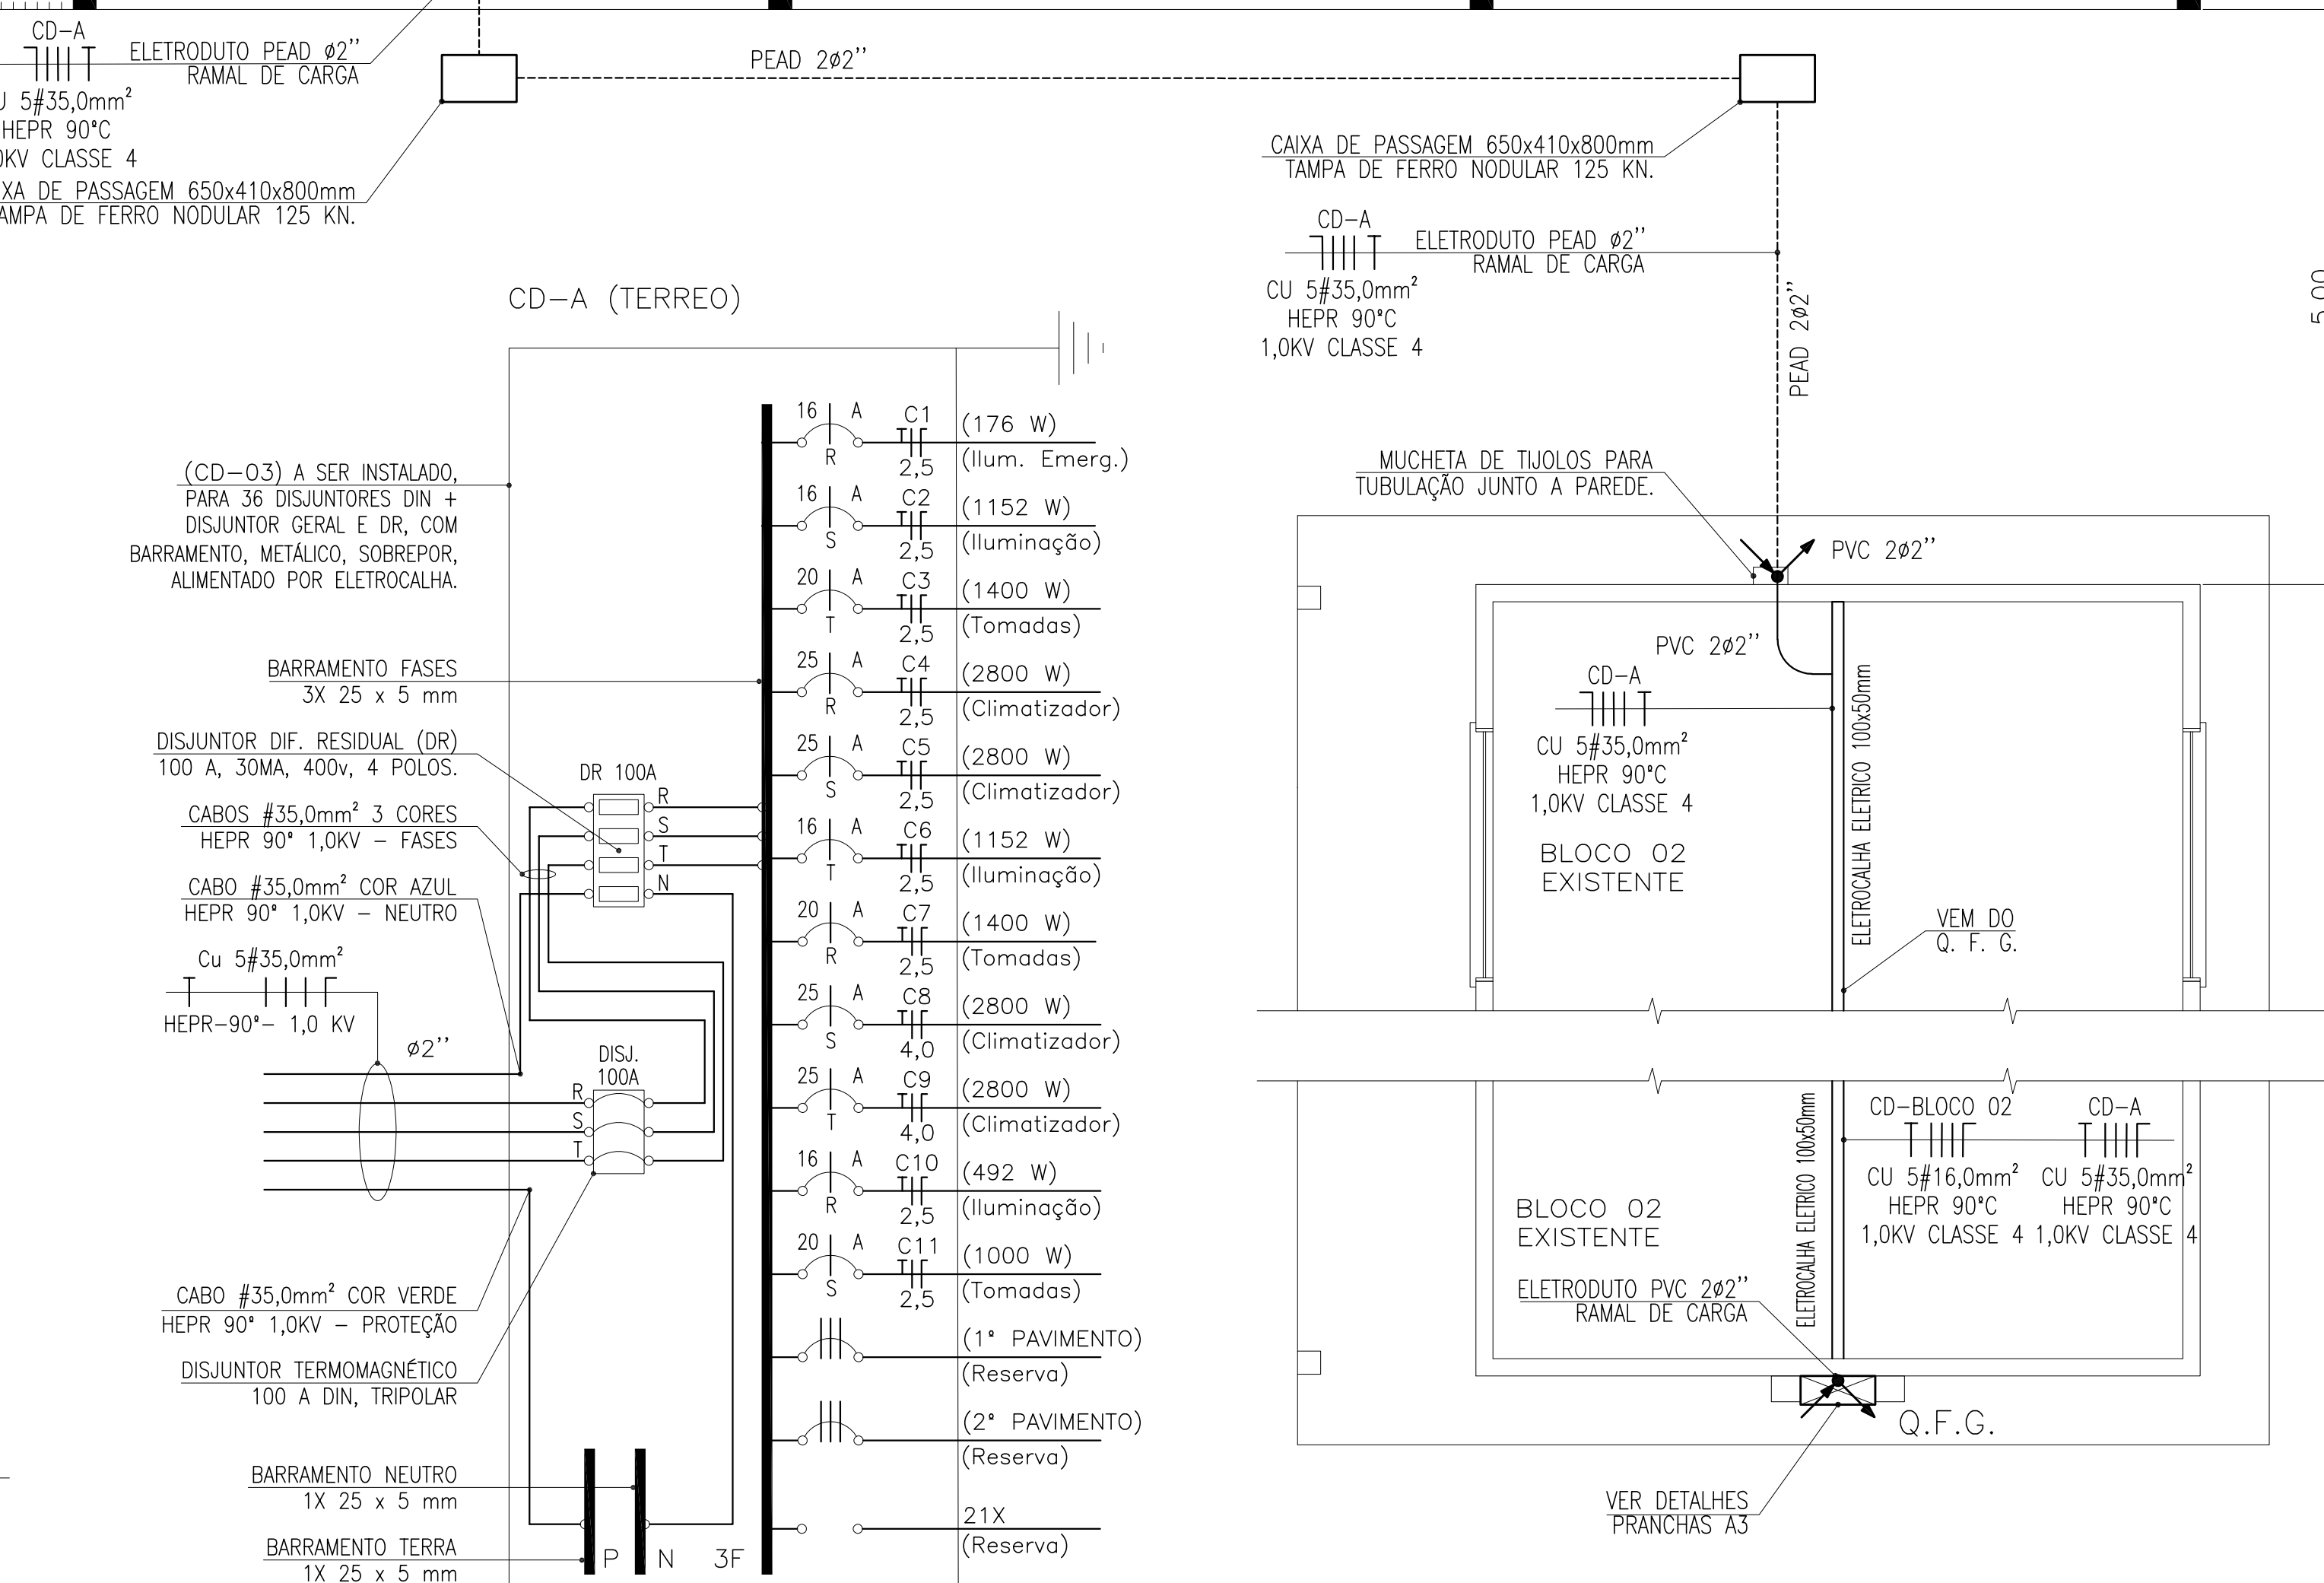 CD-A
ELETRODUTO PEAD ø2''
RAMAL DE CARGA
5#35,0mm²
HEPR 90°C
KV CLASSE 4
DE PASSAGEM 650x410x800mm
DE FERRO NODULAR 125 KN.
PEAD 2ø2''
CAIXA DE PASSAGEM 650x410x800mm
TAMPA DE FERRO NODULAR 125 KN.
CD-A
ELETRODUTO PEAD ø2''
RAMAL DE CARGA
CU 5#35,0mm²
HEPR 90°C
1,0KV CLASSE 4
PEAD 2ø2''
5,00
CD-A (TERREO)
(CD-03) A SER INSTALADO,
PARA 36 DISJUNTORES DIN +
DISJUNTOR GERAL E DR, COM
BARRAMENTO, METÁLICO, SOBREPOR,
ALIMENTADO POR ELETROCALHA.
BARRAMENTO FASES
3X 25 x 5 mm
DISJUNTOR DIF. RESIDUAL (DR)
100 A, 30MA, 400v, 4 POLOS.
CABOS #35,0mm² 3 CORES
HEPR 90° 1,0KV - FASES
CABO #35,0mm² COR AZUL
HEPR 90° 1,0KV - NEUTRO
Cu 5#35,0mm²
HEPR-90°- 1,0 KV
ø2''
DR 100A
R
S
T
N
DISJ.
100A
R
S
T
CABO #35,0mm² COR VERDE
HEPR 90° 1,0KV - PROTEÇÃO
DISJUNTOR TERMOMAGNÉTICO
100 A DIN, TRIPOLAR
BARRAMENTO NEUTRO
1X 25 x 5 mm
BARRAMENTO TERRA
1X 25 x 5 mm
P N 3F
16 A C1 (176 W)
R 2,5 (Ilum. Emerg.)
16 A C2 (1152 W)
S 2,5 (Iluminação)
20 A C3 (1400 W)
T 2,5 (Tomadas)
25 A C4 (2800 W)
R 2,5 (Climatizador)
25 A C5 (2800 W)
S 2,5 (Climatizador)
16 A C6 (1152 W)
T 2,5 (Iluminação)
20 A C7 (1400 W)
R 2,5 (Tomadas)
25 A C8 (2800 W)
S 4,0 (Climatizador)
25 A C9 (2800 W)
T 4,0 (Climatizador)
16 A C10 (492 W)
R 2,5 (Iluminação)
20 A C11 (1000 W)
S 2,5 (Tomadas)
(1° PAVIMENTO)
(Reserva)
(2° PAVIMENTO)
(Reserva)
21X
(Reserva)
MUCHETA DE TIJOLOS PARA
TUBULAÇÃO JUNTO A PAREDE.
PVC 2ø2''
PVC 2ø2''
CD-A
CU 5#35,0mm²
HEPR 90°C
1,0KV CLASSE 4
BLOCO 02
EXISTENTE
ELETROCALHA ELETRICO 100x50mm
VEM DO
Q. F. G.
ELETROCALHA ELETRICO 100x50mm
CD-BLOCO 02 CD-A
CU 5#16,0mm² CU 5#35,0mm²
HEPR 90°C HEPR 90°C
1,0KV CLASSE 4 1,0KV CLASSE 4
BLOCO 02
EXISTENTE
ELETRODUTO PVC 2ø2''
RAMAL DE CARGA
Q.F.G.
VER DETALHES
PRANCHAS A3